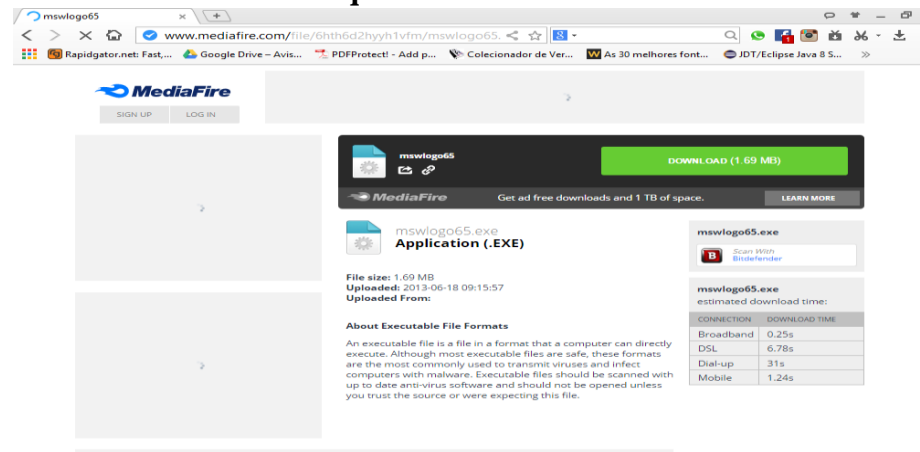 mswlogo65
www.mediafire.com/file/6hth6d2hyyh1vfm/mswlogo65.
Rapidgator.net: Fast,... Google Drive – Avis... PDFProtect! - Add p... Colecionador de Ver... As 30 melhores font... JDT/Eclipse Java 8 S...
MediaFire
SIGN UP LOG IN
mswlogo65
DOWNLOAD (1.69 MB)
MediaFire Get ad free downloads and 1 TB of space. LEARN MORE
mswlogo65.exe
Application (.EXE)
File size: 1.69 MB
Uploaded: 2013-06-18 09:15:57
Uploaded From:
About Executable File Formats
An executable file is a file in a format that a computer can directly
execute. Although most executable files are safe, these formats
are the most commonly used to transmit viruses and infect
computers with malware. Executable files should be scanned with
up to date anti-virus software and should not be opened unless
you trust the source or were expecting this file.
mswlogo65.exe
Scan With
Bitdefender
mswlogo65.exe
estimated download time:
CONNECTION DOWNLOAD TIME
Broadband 0.25s
DSL 6.78s
Dial-up 31s
Mobile 1.24s